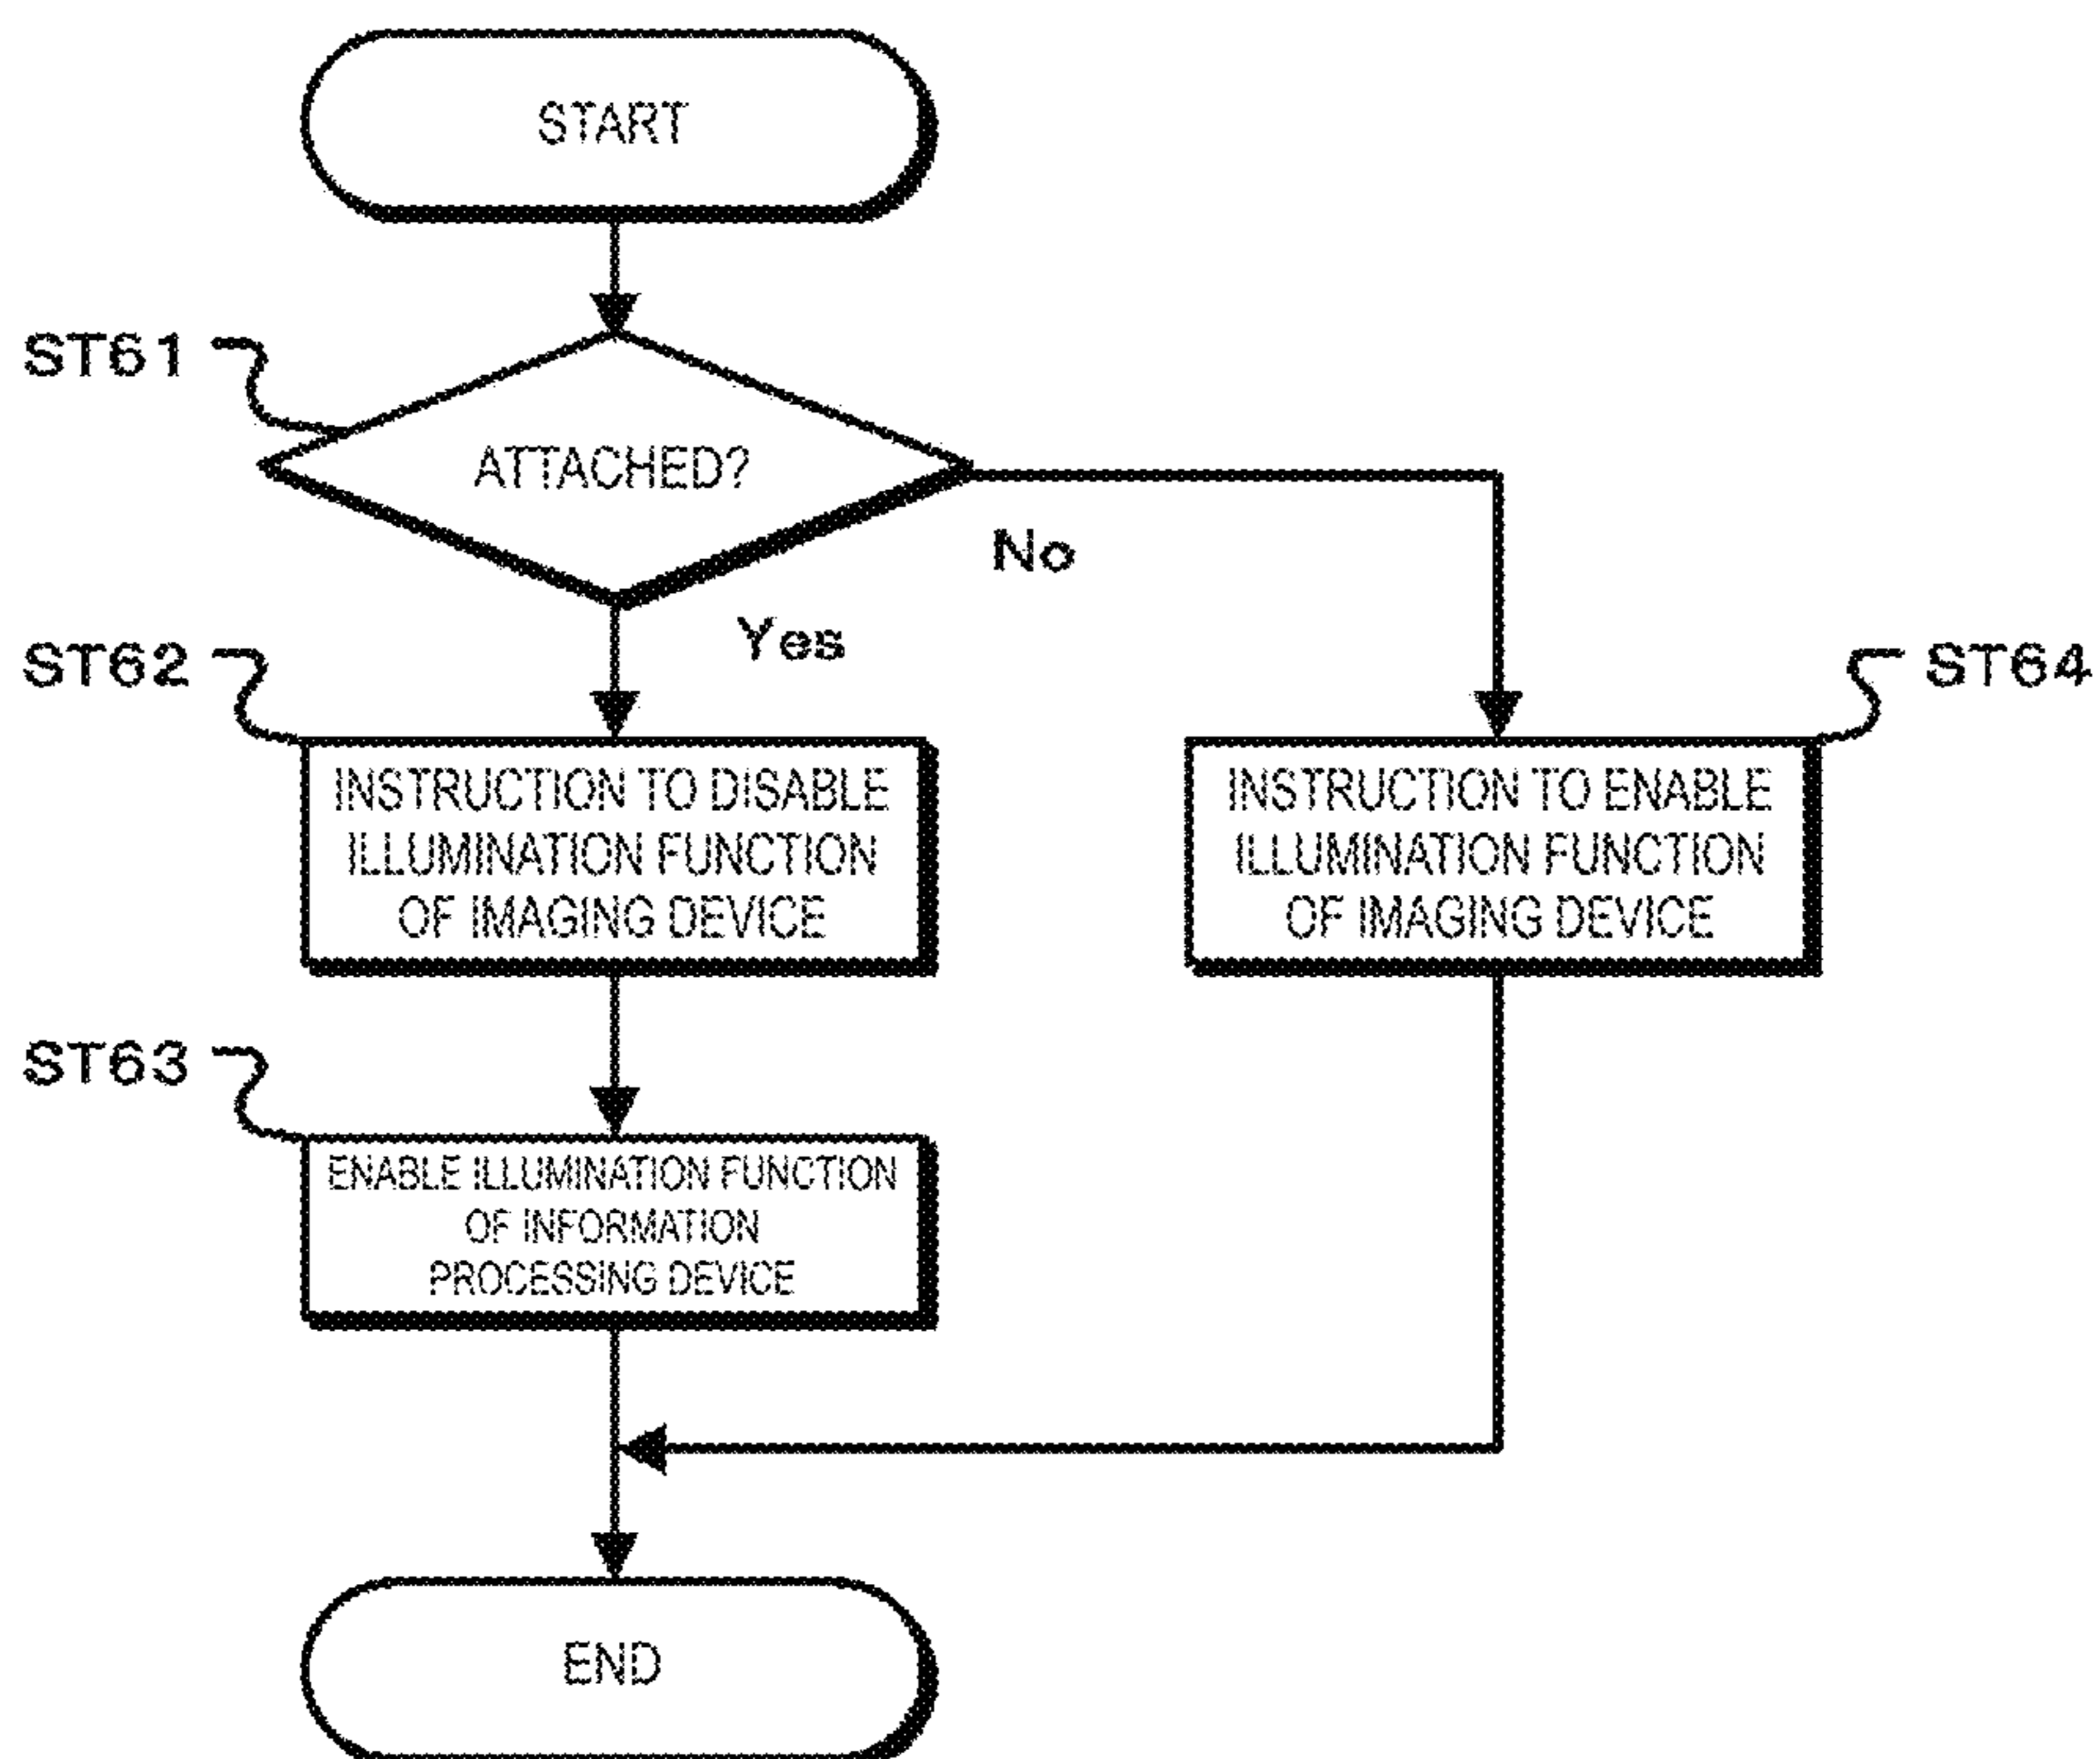 START
ST61
ATTACHED?
No
Yes
ST62
INSTRUCTION TO DISABLE
ILLUMINATION FUNCTION
OF IMAGING DEVICE
ST64
INSTRUCTION TO ENABLE
ILLUMINATION FUNCTION
OF IMAGING DEVICE
ST63
ENABLE ILLUMINATION FUNCTION
OF INFORMATION
PROCESSING DEVICE
END